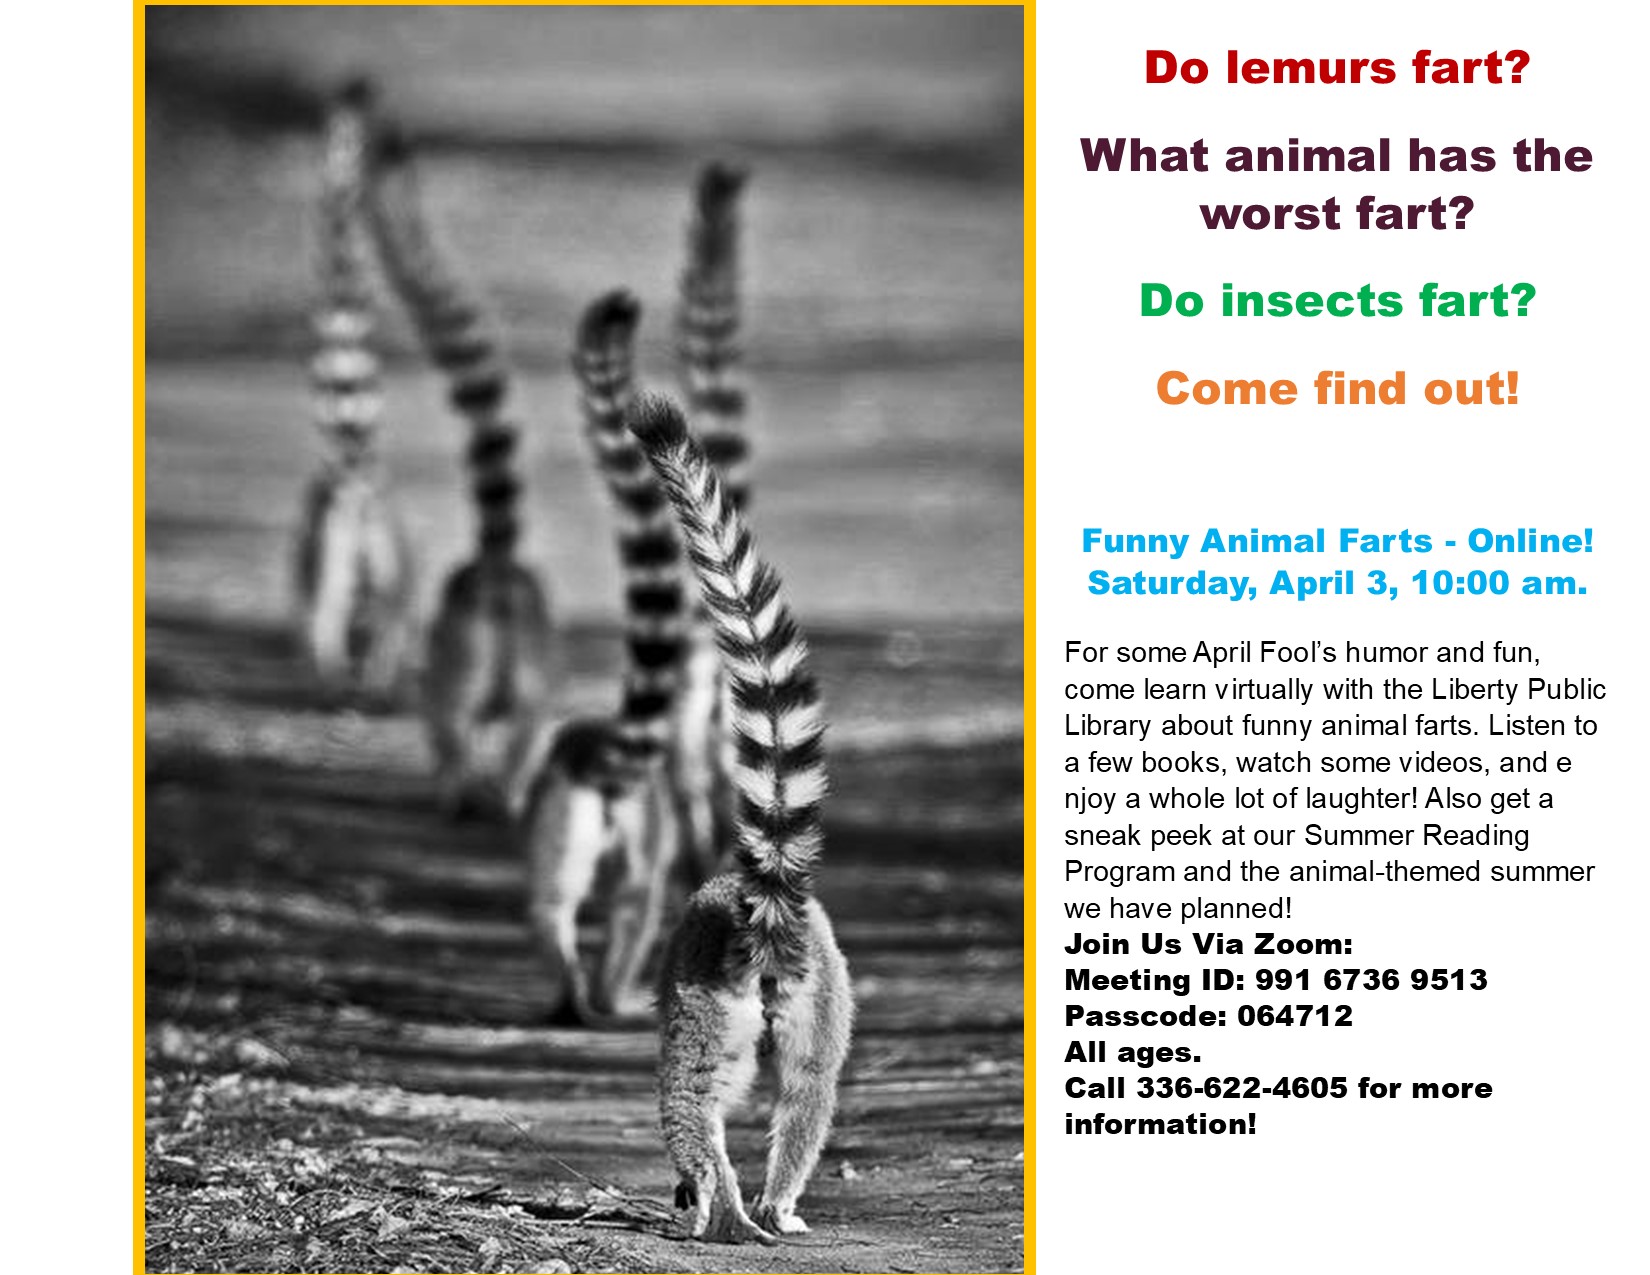 Do lemurs fart?
What animal has the
worst fart?
Do insects fart?
Come find out!
Funny Animal Farts - Online!
Saturday, April 3, 10:00 am.
For some April Fool’s humor and fun,
come learn virtually with the Liberty Public
Library about funny animal farts. Listen to
a few books, watch some videos, and e
njoy a whole lot of laughter! Also get a
sneak peek at our Summer Reading
Program and the animal-themed summer
we have planned!
Join Us Via Zoom:
Meeting ID: 991 6736 9513
Passcode: 064712
All ages.
Call 336-622-4605 for more
information!